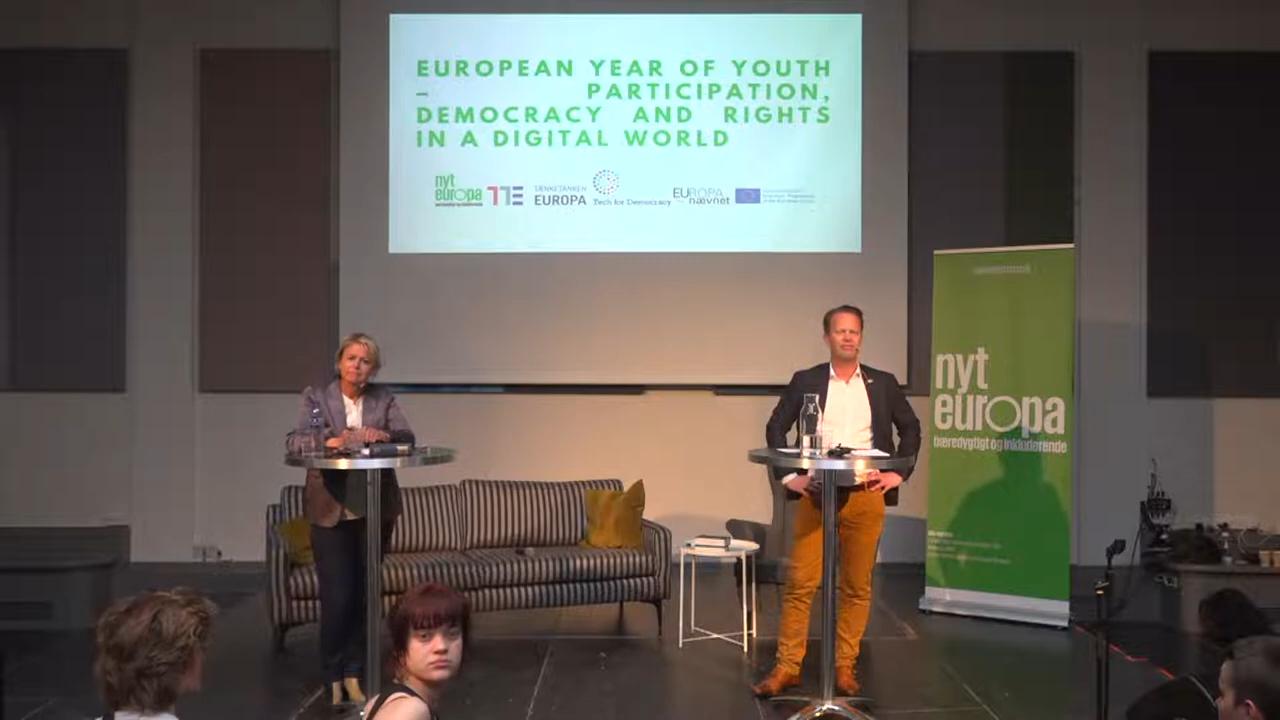 EUROPEAN YEAR OF YOUTH
– PARTICIPATION,
DEMOCRACY AND RIGHTS
IN A DIGITAL WORLD
nyt
europa
TTE
TÆNKETANKEN
EUROPA
Tech for Democracy
EUROPA
nævnet
nyt
europa
bæredygtigt og inkluderende